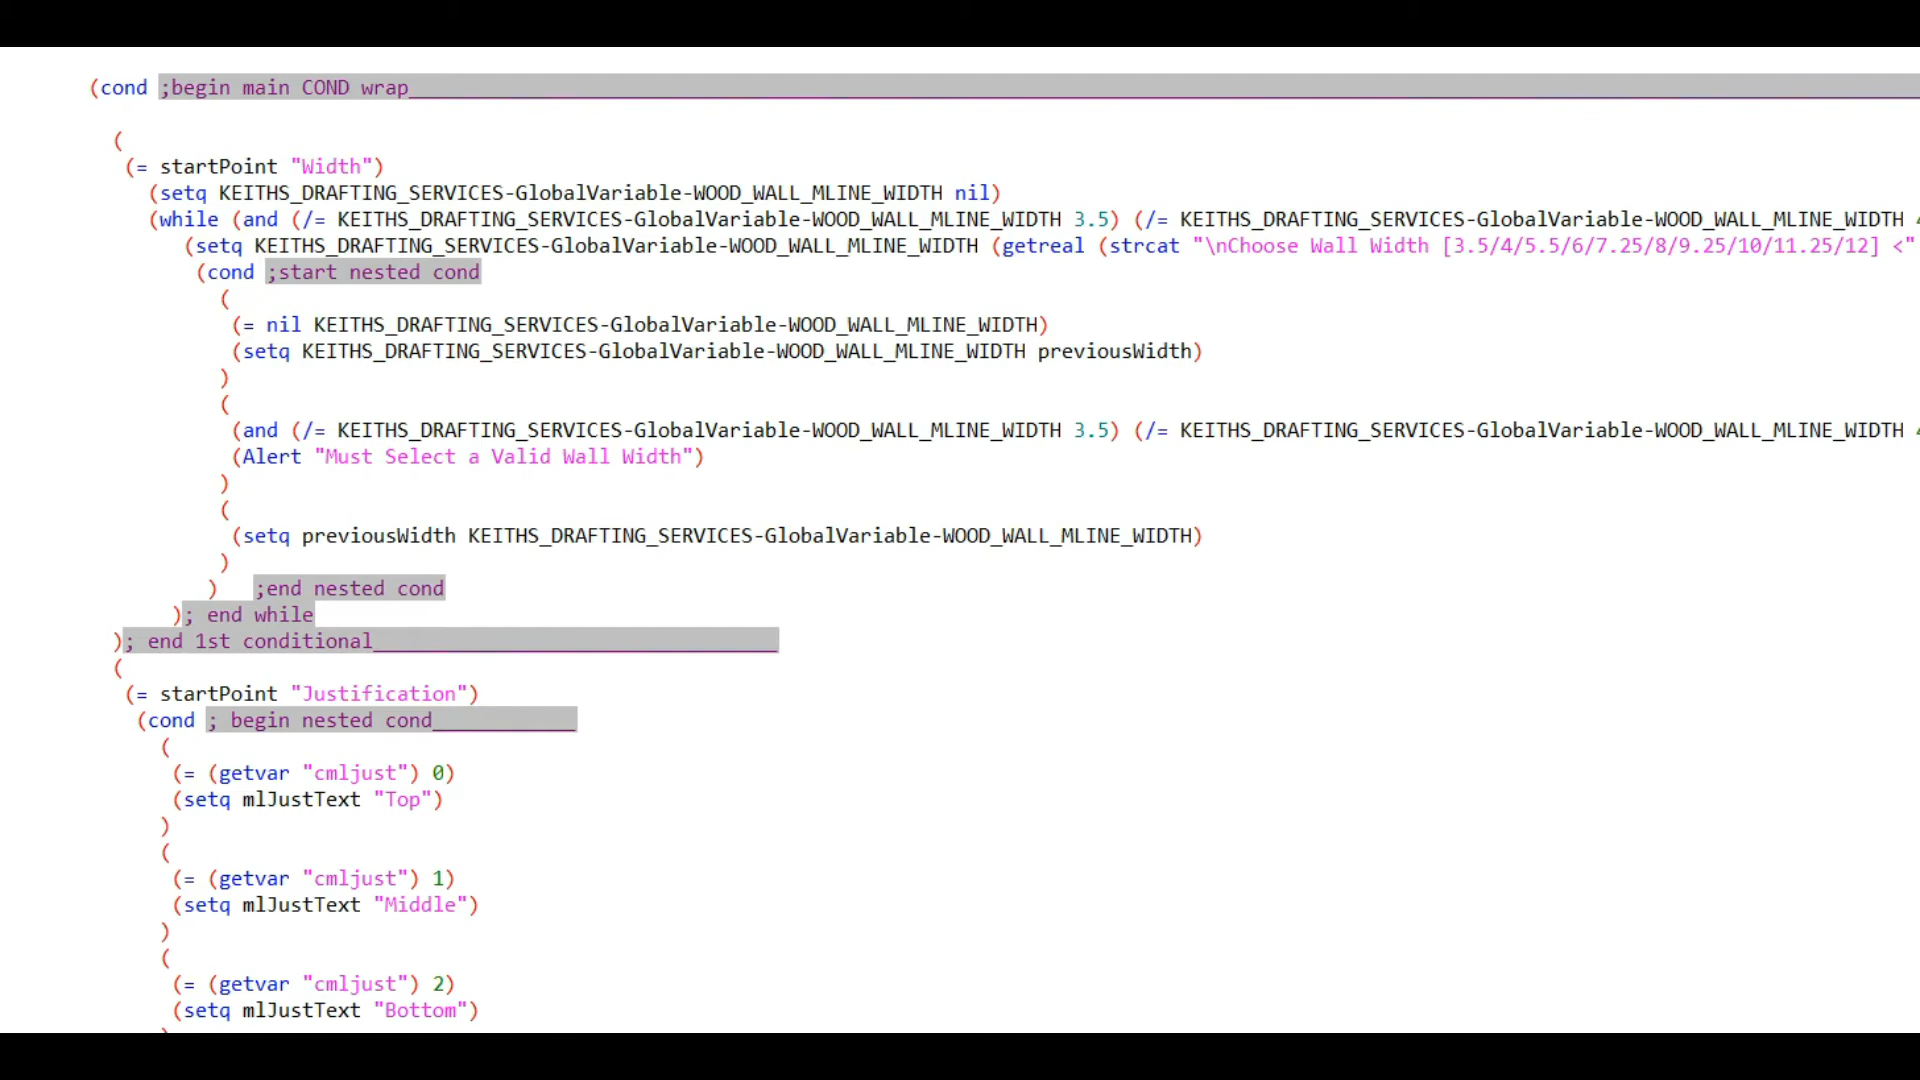 (cond ;begin main COND wrap
(
(= startPoint "Width")
(setq KEITHS_DRAFTING_SERVICES-GlobalVariable-WOOD_WALL_MLINE_WIDTH nil)
(while (and (/= KEITHS_DRAFTING_SERVICES-GlobalVariable-WOOD_WALL_MLINE_WIDTH 3.5) (/= KEITHS_DRAFTING_SERVICES-GlobalVariable-WOOD_WALL_MLINE_WIDTH
(setq KEITHS_DRAFTING_SERVICES-GlobalVariable-WOOD_WALL_MLINE_WIDTH (getreal (strcat "\nChoose Wall Width [3.5/4/5.5/6/7.25/8/9.25/10/11.25/12] <"
(cond ;start nested cond
(
(= nil KEITHS_DRAFTING_SERVICES-GlobalVariable-WOOD_WALL_MLINE_WIDTH)
(setq KEITHS_DRAFTING_SERVICES-GlobalVariable-WOOD_WALL_MLINE_WIDTH previousWidth)
)
(
(and (/= KEITHS_DRAFTING_SERVICES-GlobalVariable-WOOD_WALL_MLINE_WIDTH 3.5) (/= KEITHS_DRAFTING_SERVICES-GlobalVariable-WOOD_WALL_MLINE_WIDTH
(Alert "Must Select a Valid Wall Width")
)
(
(setq previousWidth KEITHS_DRAFTING_SERVICES-GlobalVariable-WOOD_WALL_MLINE_WIDTH)
)
) ;end nested cond
); end while
); end 1st conditional__________________________________
(
(= startPoint "Justification")
(cond ; begin nested cond____________
(
(= (getvar "cmljust") 0)
(setq mlJustText "Top")
)
(
(= (getvar "cmljust") 1)
(setq mlJustText "Middle")
)
(
(= (getvar "cmljust") 2)
(setq mlJustText "Bottom")